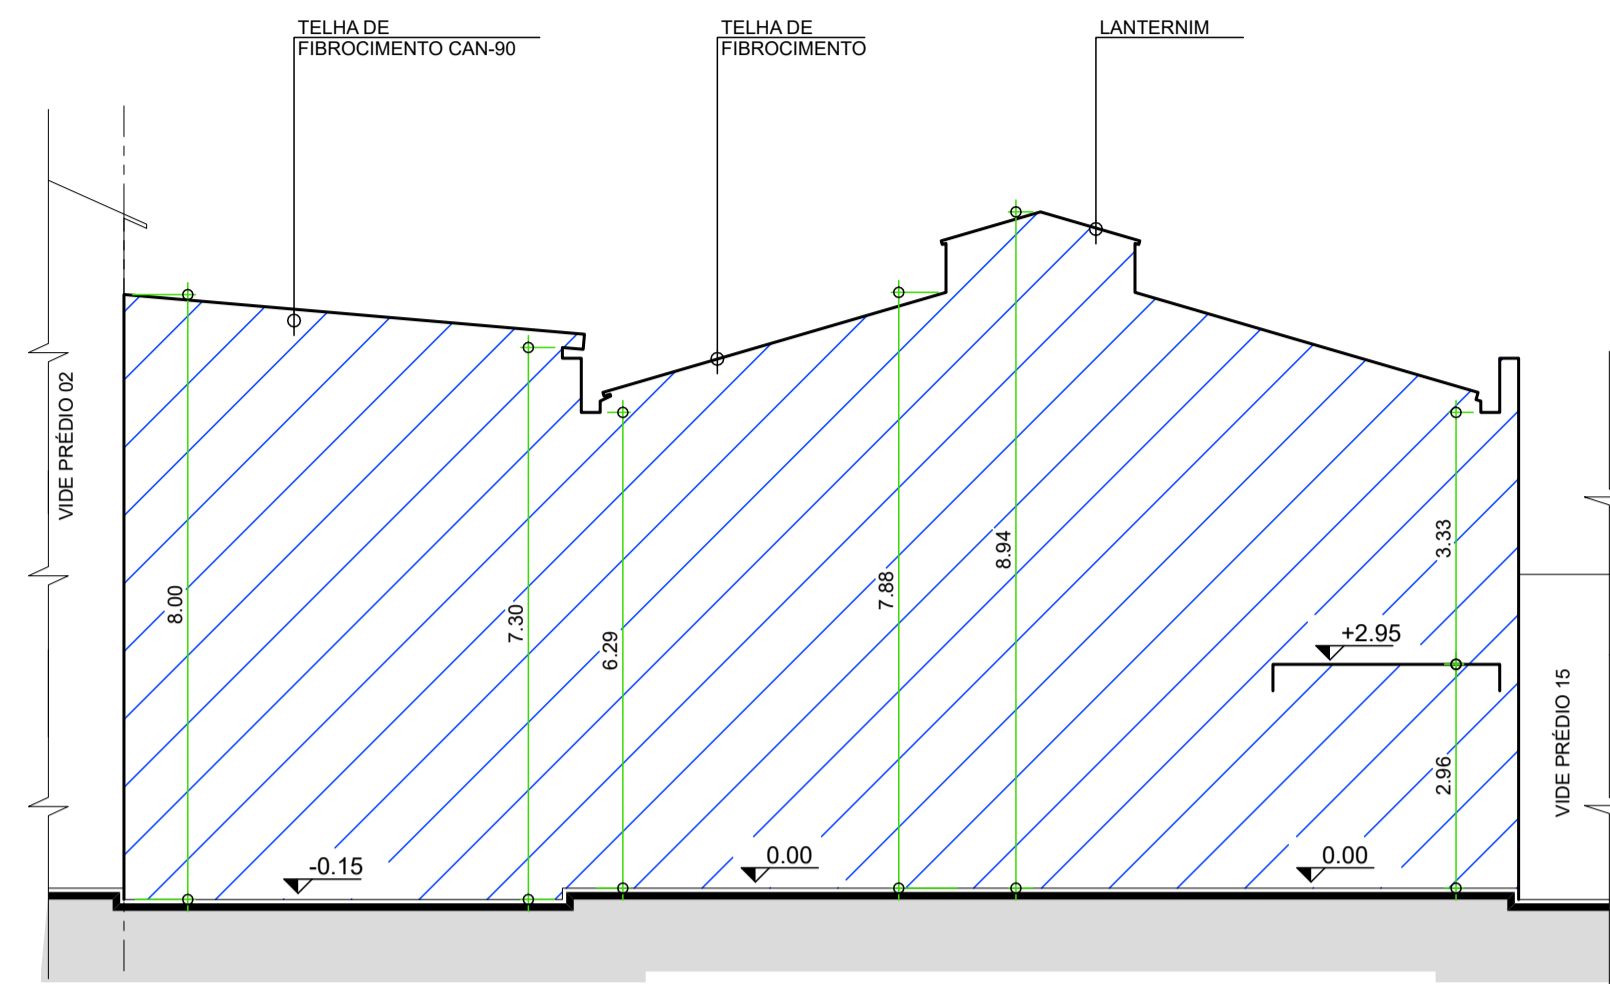 TELHA DE
FIBROCIMENTO CAN-90
TELHA DE
FIBROCIMENTO
LANTERNIM
VIDE PRÉDIO 02
8.00
7.30
6.29
7.88
8.94
3.33
+2.95
2.96
VIDE PRÉDIO 15
-0.15
0.00
0.00